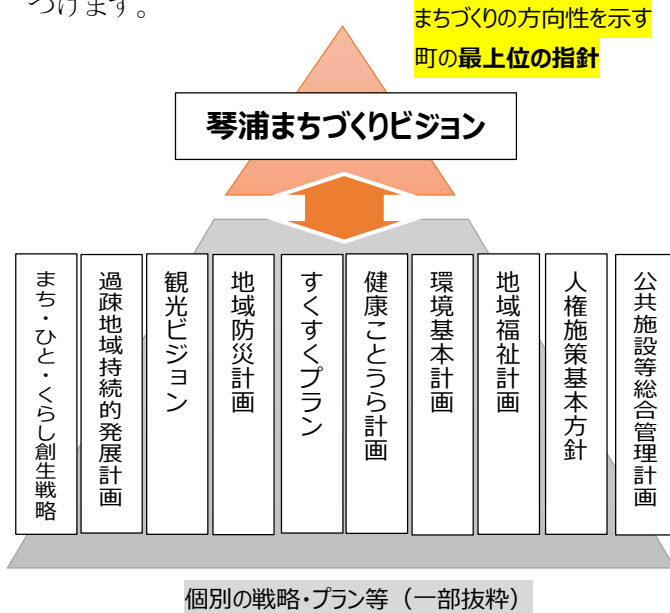 つけます。
まちづくりの方向性を示す
町の最上位の指針
琴浦まちづくりビジョン
まち・ひと・くらし創生戦略
過疎地域持続的発展計画
観光ビジョン
地域防災計画
すくすくプラン
健康ことうら計画
環境基本計画
地域福祉計画
人権施策基本方針
公共施設等総合管理計画
個別の戦略・プラン等（一部抜粋）